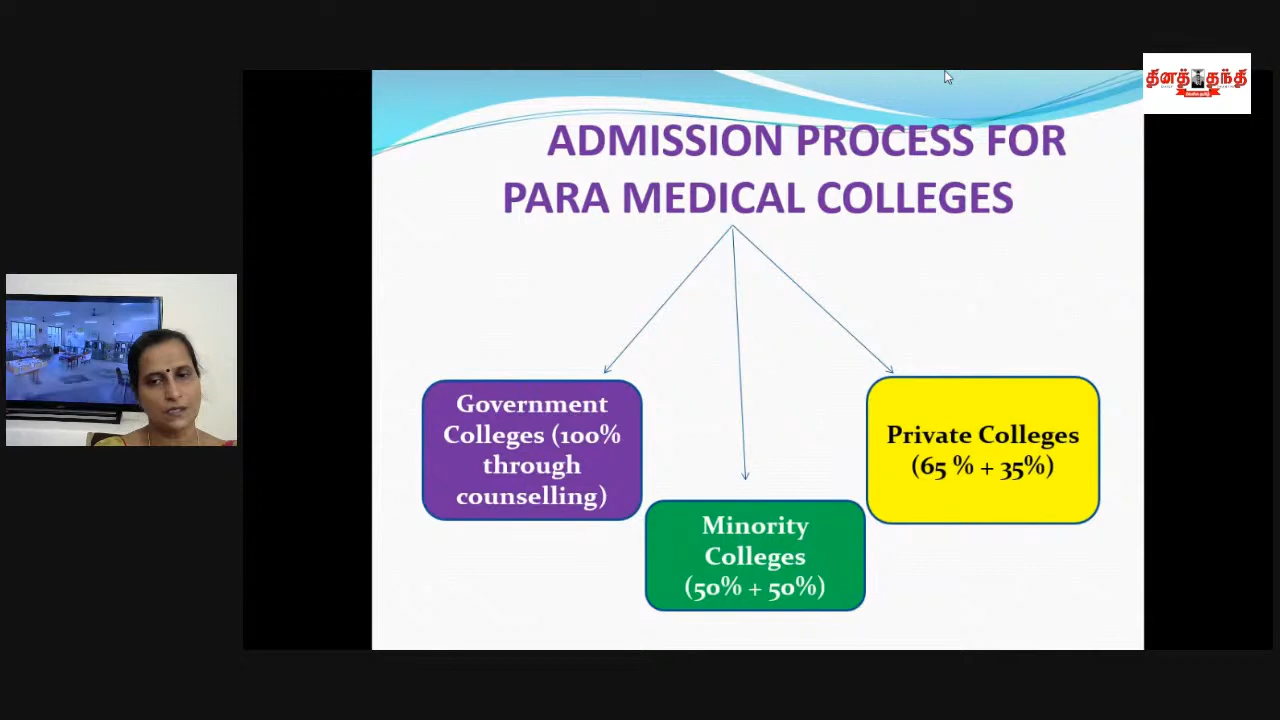 தினத்தந்தி
ADMISSION PROCESS FOR
PARA MEDICAL COLLEGES
Government
Colleges (100%
through
counselling)
Minority
Colleges
(50% + 50%)
Private Colleges
(65 % + 35%)